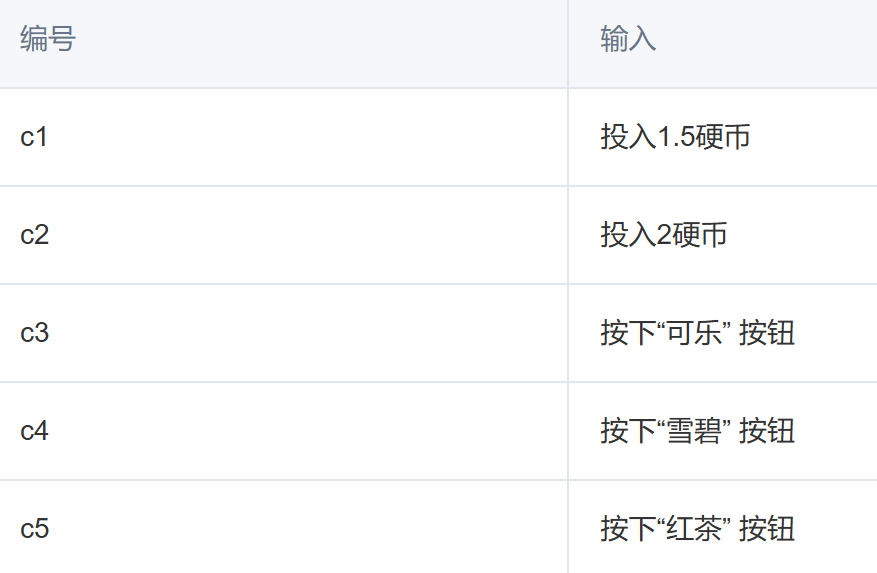 编号 输入
c1 投入1.5硬币
c2 投入2硬币
c3 按下“可乐” 按钮
c4 按下“雪碧” 按钮
c5 按下“红茶” 按钮